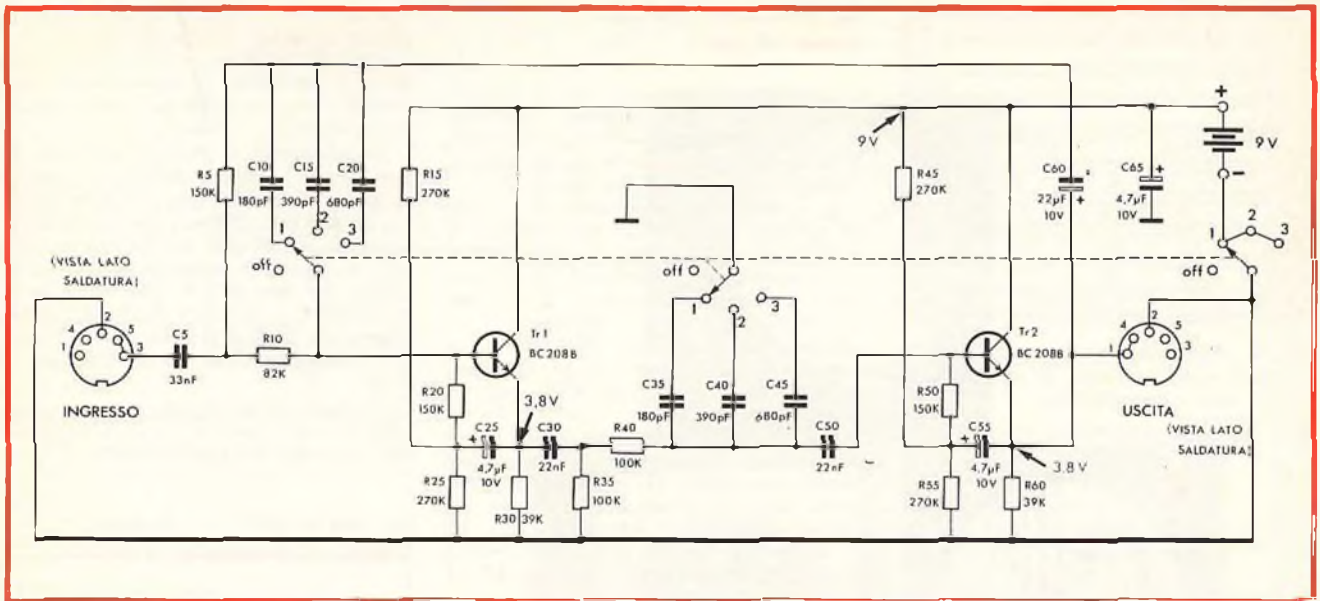 R5
150K
C10
180pF
C15
390pF
C20
680pF
R15
270K
9V
R45
270K
C60
22µF
10V
+
C65
+
4,7µF
10V
+
9V
-
1
2
3
off
1
2
3
off
off
1
2
3
(VISTA LATO
SALDATURA)
4
2
5
1
3
INGRESSO
C5
33nF
R10
82K
Tr1
BC208B
R20
150K
3,8V
+
C25
4,7µF
10V
C30
22nF
R40
100K
R25
270K
R30 39K
R35
100K
C35
180pF
C40
390pF
C45
680pF
C50
22nF
Tr2
BC208B
R50
150K
+
C55
4,7µF
10V
3,8V
R55
270K
R60
39K
4
2
5
1
3
USCITA
(VISTA LATO
SALDATURA)